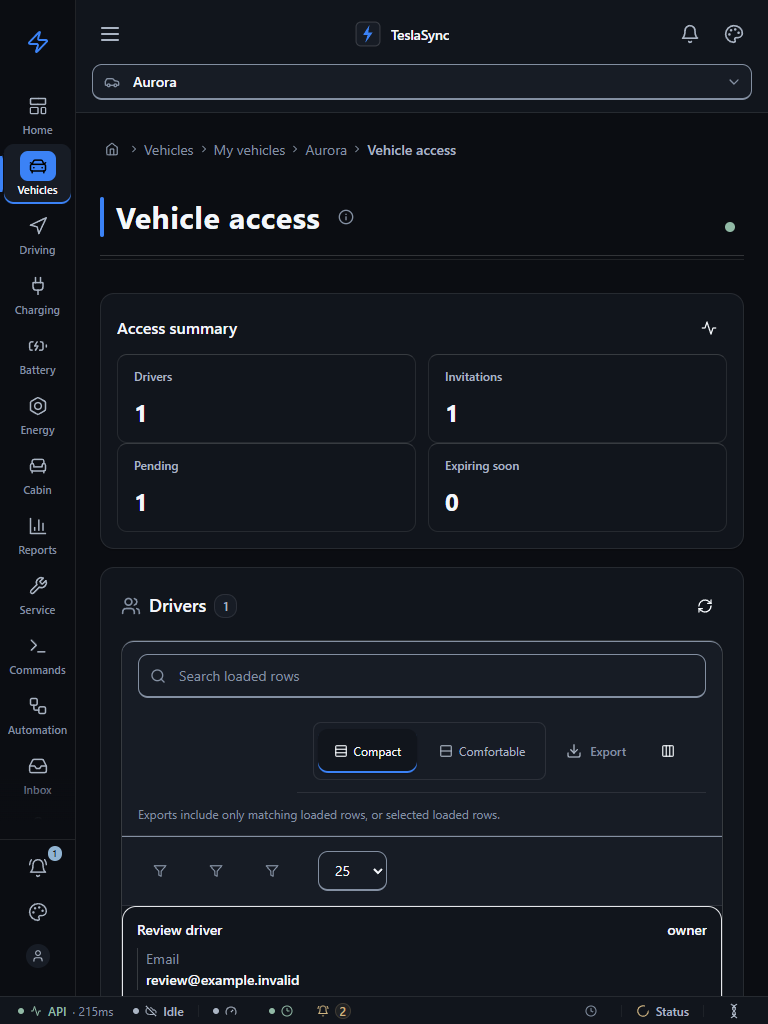 TeslaSync
Aurora
Home
Vehicles
Driving
Charging
Battery
Energy
Cabin
Reports
Service
Commands
Automation
Inbox
1
Vehicles > My vehicles > Aurora > Vehicle access
Vehicle access
Access summary
Drivers
1
Invitations
1
Pending
1
Expiring soon
0
Drivers 1
Search loaded rows
Compact Comfortable Export
Exports include only matching loaded rows, or selected loaded rows.
25
Review driver owner
Email
review@example.invalid
API · 215ms Idle 2 Status